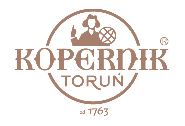 KOPERNIK
®
TORUŃ
od 1763